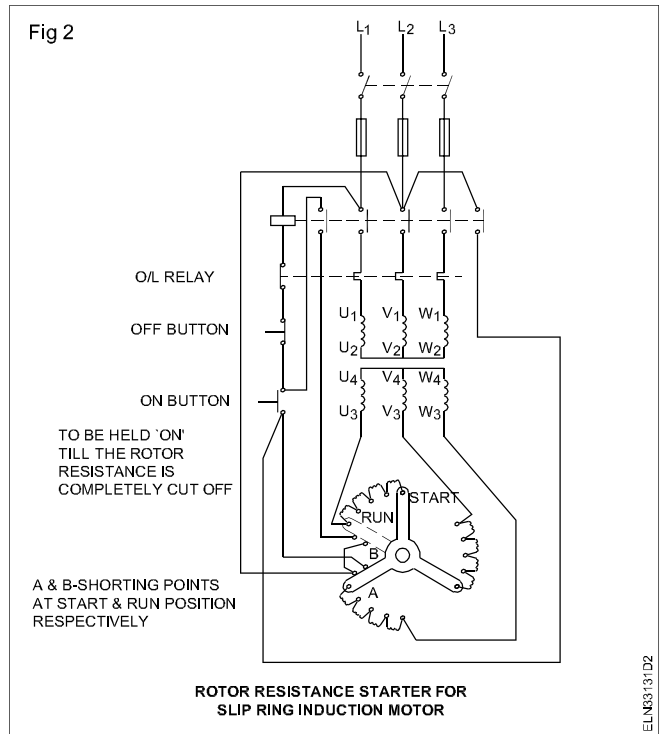 Fig 2
L1 L2 L3
O/L RELAY
OFF BUTTON
ON BUTTON
TO BE HELD `ON'
TILL THE ROTOR
RESISTANCE IS
COMPLETELY CUT OFF
U1 V1 W1
U2 V2 W2
U4 V4 W4
U3 V3 W3
START
RUN
B
A
A & B-SHORTING POINTS
AT START & RUN POSITION
RESPECTIVELY
ROTOR RESISTANCE STARTER FOR
SLIP RING INDUCTION MOTOR
ELN33131D2